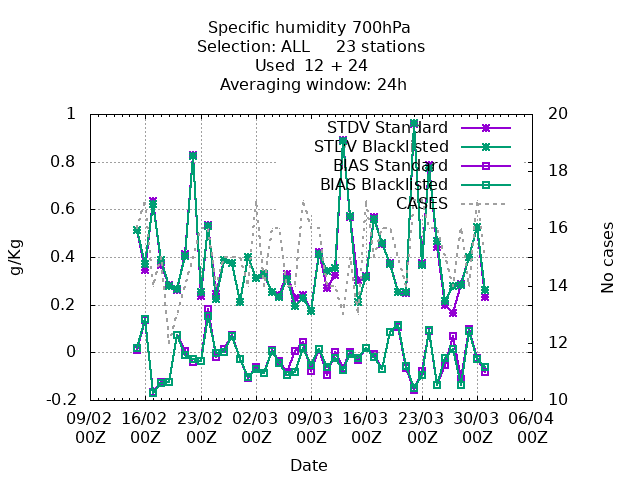 Specific humidity 700hPa
Selection: ALL 23 stations
Used 12 + 24
Averaging window: 24h
g/Kg
1
0.8
0.6
0.4
0.2
0
-0.2
STDV Standard
STDV Blacklisted
BIAS Standard
BIAS Blacklisted
CASES
20
18
16
14
12
10
No cases
09/02 16/02 23/02 02/03 09/03 16/03 23/03 30/03 06/04
00Z 00Z 00Z 00Z 00Z 00Z 00Z 00Z 00Z
Date